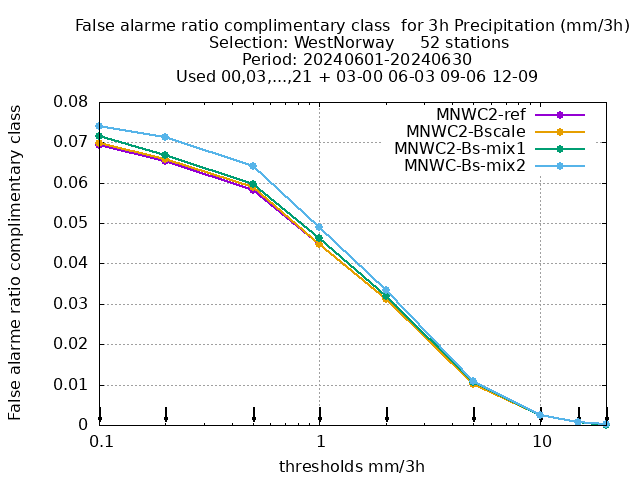 False alarme ratio complimentary class  for 3h Precipitation (mm/3h)
Selection: WestNorway     52 stations
Period: 20240601-20240630
Used 00,03,...,21 + 03-00 06-03 09-06 12-09
MNWC2-ref
MNWC2-Bscale
MNWC2-Bs-mix1
MNWC-Bs-mix2
False alarme ratio complimentary class
0.08
0.07
0.06
0.05
0.04
0.03
0.02
0.01
0
0.1 1 10
thresholds mm/3h